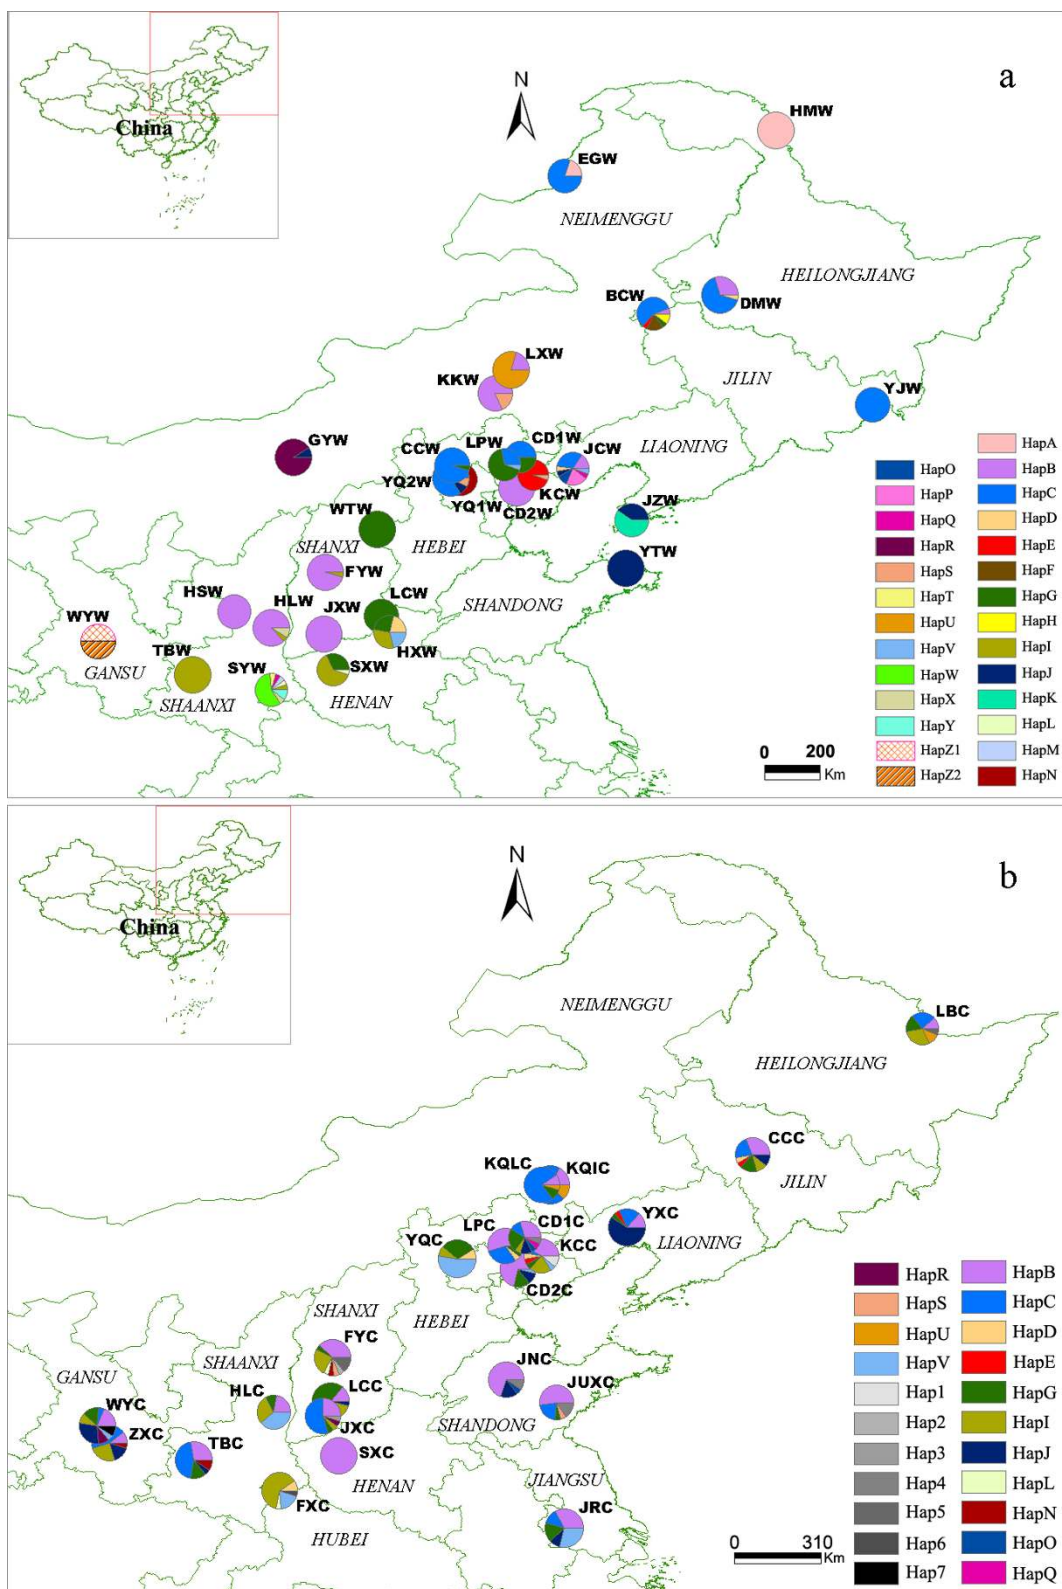 a
China
N
HMW
EGW
NEIMENGGU
HEILONGJIANG
BCW
DMW
LXW
KKW
JILIN
YJW
GYW
CCW
LPW
CD1W
JCW
LIAONING
YQ2W
YQ1W
KCW
CD2W
JZW
WTW
SHANXI
HEBEI
YTW
FYW
HSW
HLW
JXW
LCW
SHANDONG
WYW
HXW
GANSU
TBW
SYW
SXW
SHAANXI
HENAN
0 200
Km
HapA
HapO HapB
HapP HapC
HapQ HapD
HapR HapE
HapS HapF
HapT HapG
HapU HapH
HapV HapI
HapW HapJ
HapX HapK
HapY HapL
HapZ1 HapM
HapZ2 HapN
b
China
N
NEIMENGGU
LBC
HEILONGJIANG
CCC
JILIN
KQLC
KQIC
YXC
LPC
CD1C
LIAONING
YQC
KCC
CD2C
SHANXI
HEBEI
FYC
SHAANXI
GANSU
JNC
HLC
LCC
JUXC
WYC
JXC
SHANDONG
ZXC
TBC
SXC
HENAN
JIANGSU
FXC
JRC
HUBEI
0 310
Km
HapR HapB
HapS HapC
HapU HapD
HapV HapE
Hap1 HapG
Hap2 HapI
Hap3 HapJ
Hap4 HapL
Hap5 HapN
Hap6 HapO
Hap7 HapQ